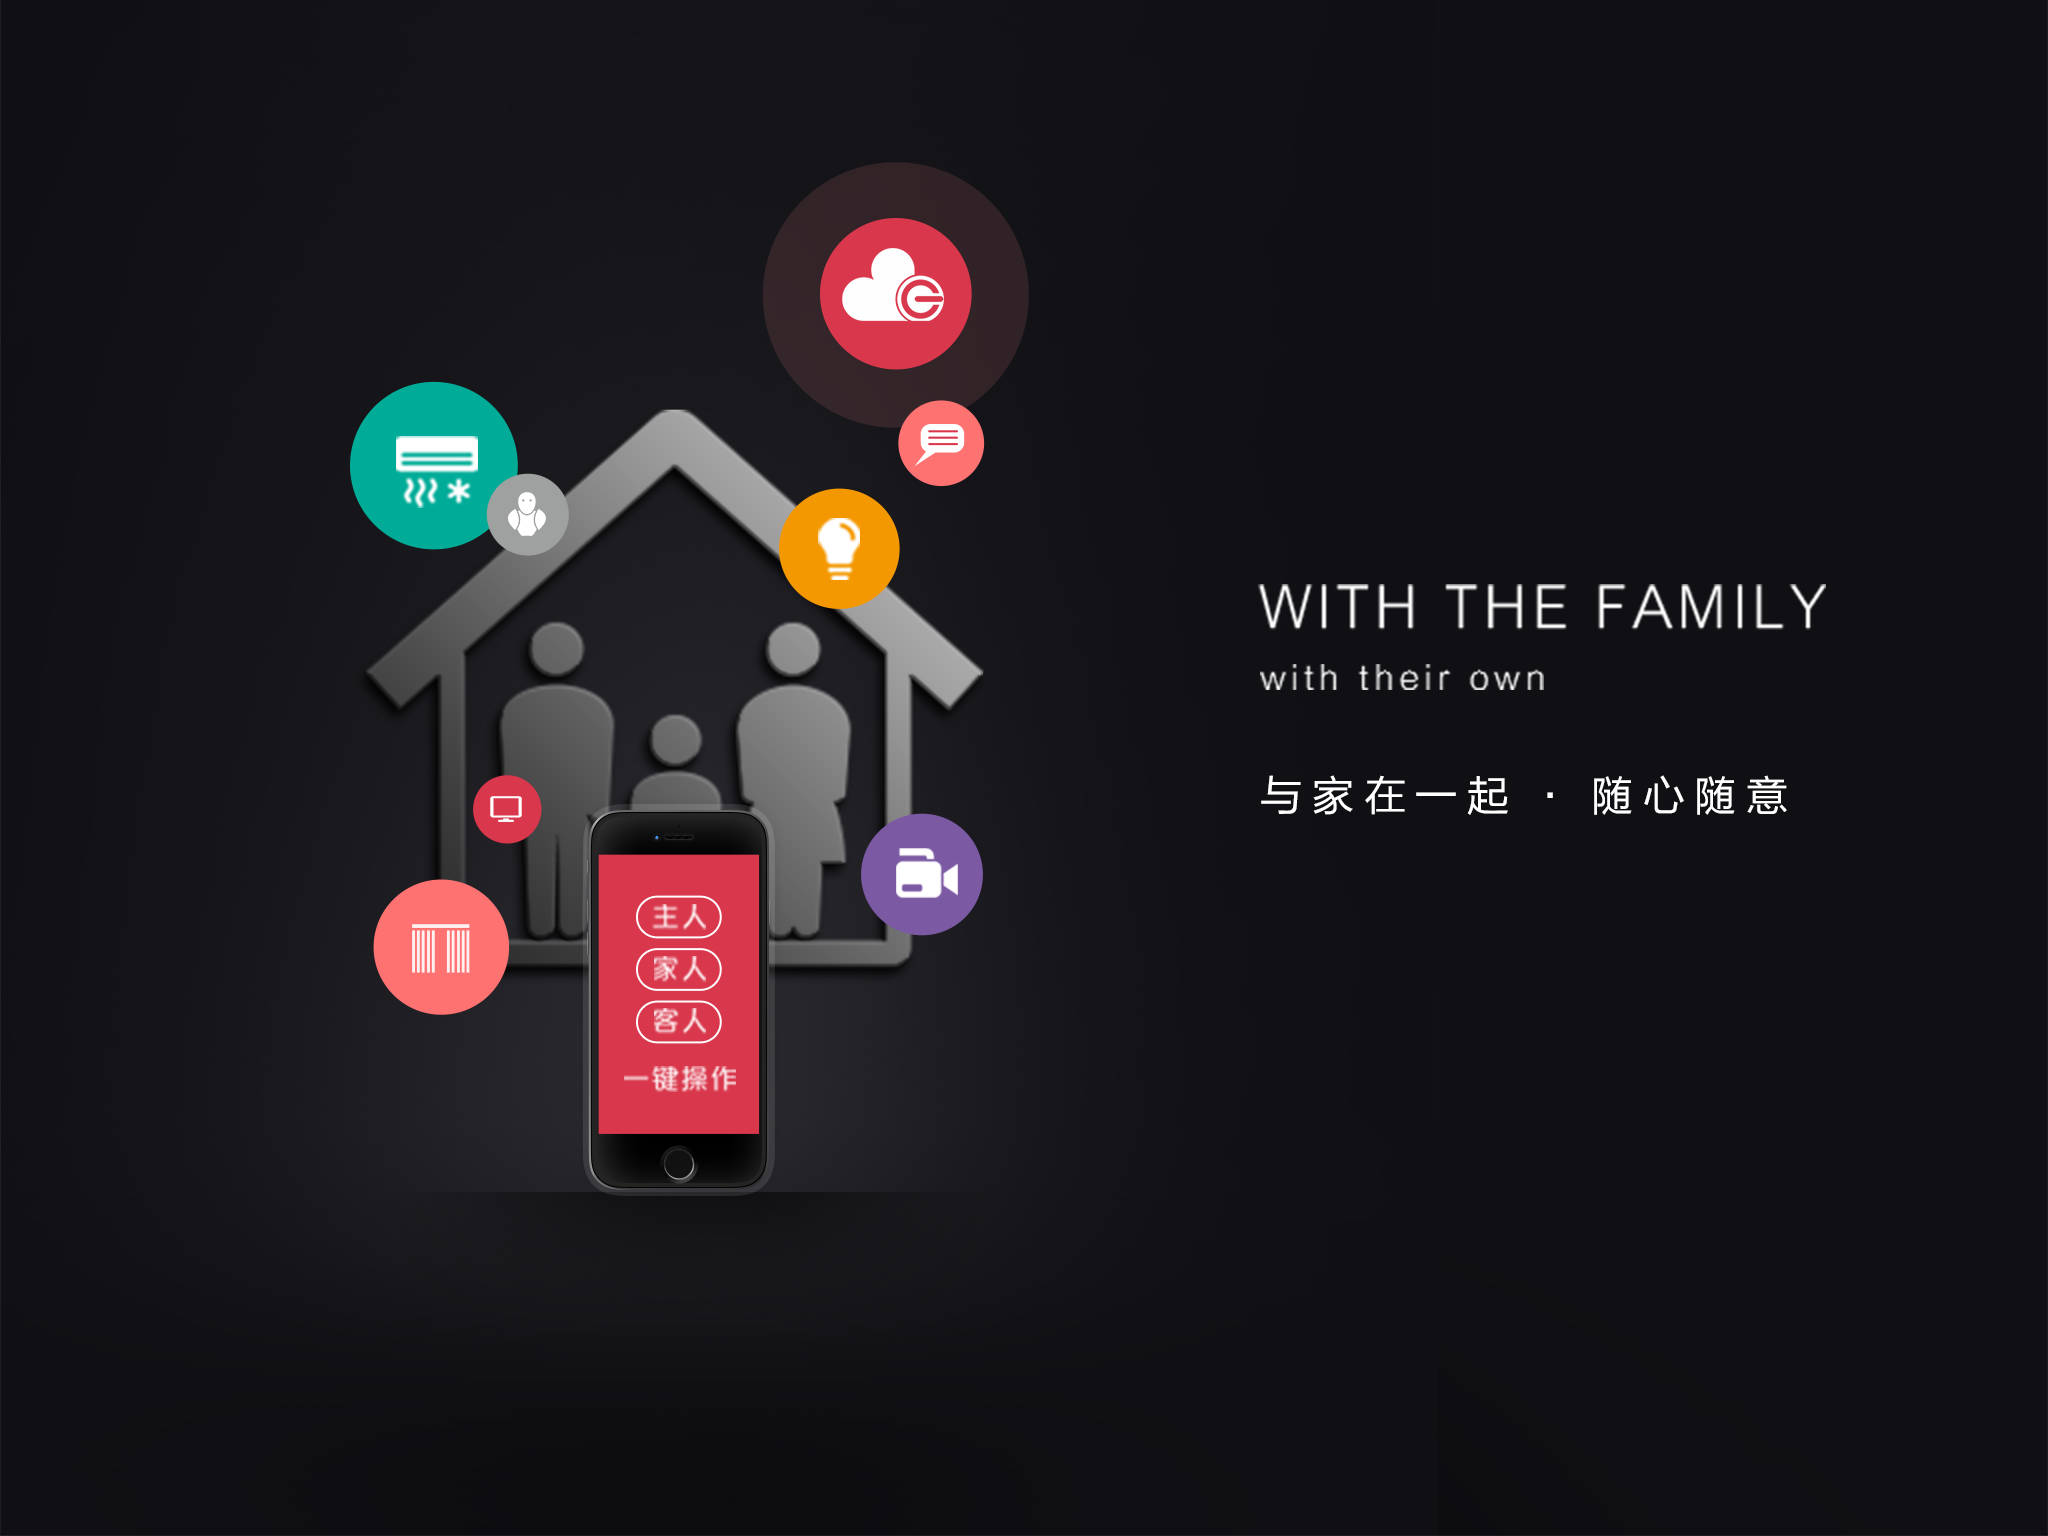 WITH THE FAMILY
with their own
与家在一起 · 随心随意
主人
家人
客人
一键操作